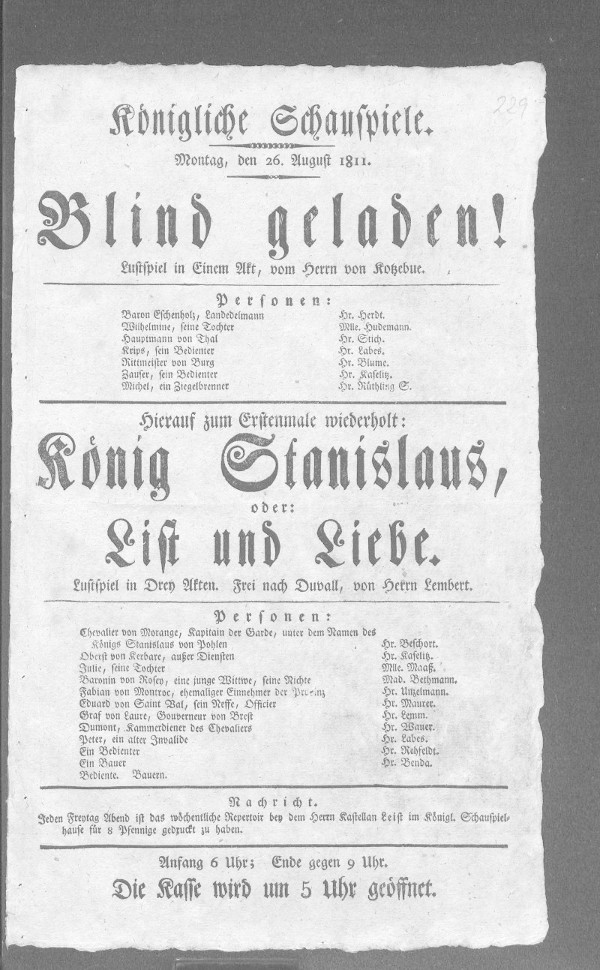 229
Königliche Schauspiele.
Montag, den 26. August 1811.
Blind geladen!
Lustspiel in Einem Akt, vom Herrn von Kotzebue.
Personen:
Baron Eschenholz, Landedelmann Hr. Herdt.
Wilhelmine, seine Tochter Mlle. Hudemann.
Hauptmann von Thal Hr. Stich.
Krips, sein Bedienter Hr. Labes.
Rittmeister von Burg Hr. Blume.
Zauser, sein Bedienter Hr. Kaselitz.
Michel, ein Ziegelbrenner Hr. Rüthling S.
Hierauf zum Erstenmale wiederholt:
König Stanislaus,
oder:
List und Liebe.
Lustspiel in Drey Akten. Frei nach Duvall, von Herrn Lembert.
Personen:
Chevalier von Morange, Kapitain der Garde, unter dem Namen des
Königs Stanislaus von Pohlen Hr. Beschort.
Oberst von Kerbare, außer Diensten Hr. Kaselitz.
Julie, seine Tochter Mlle. Maaß.
Baronin von Rosey, eine junge Wittwe, seine Nichte Mad. Bethmann.
Fabian von Montroe, ehemaliger Einnehmer der Hr. Unzelmann.
Eduard von Saint Val, sein Neffe, Officier Hr. Maurer.
Graf von Laure, Gouverneur von Brest Hr. Lemm.
Dumont, Kammerdiener des Chevaliers Hr. Wauer.
Peter, ein alter Invalide Hr. Labes.
Ein Bedienter Hr. Rehfeldt.
Ein Bauer Hr. Benda.
Bediente. Bauern.
Nachricht.
Jeden Freytag Abend ist das wöchentliche Repertoir bey dem Herrn Kastellan Leist im Königl. Schauspiel-
hause für 8 Pfennige gedruckt zu haben.
Anfang 6 Uhr; Ende gegen 9 Uhr.
Die Kasse wird um 5 Uhr geöffnet.